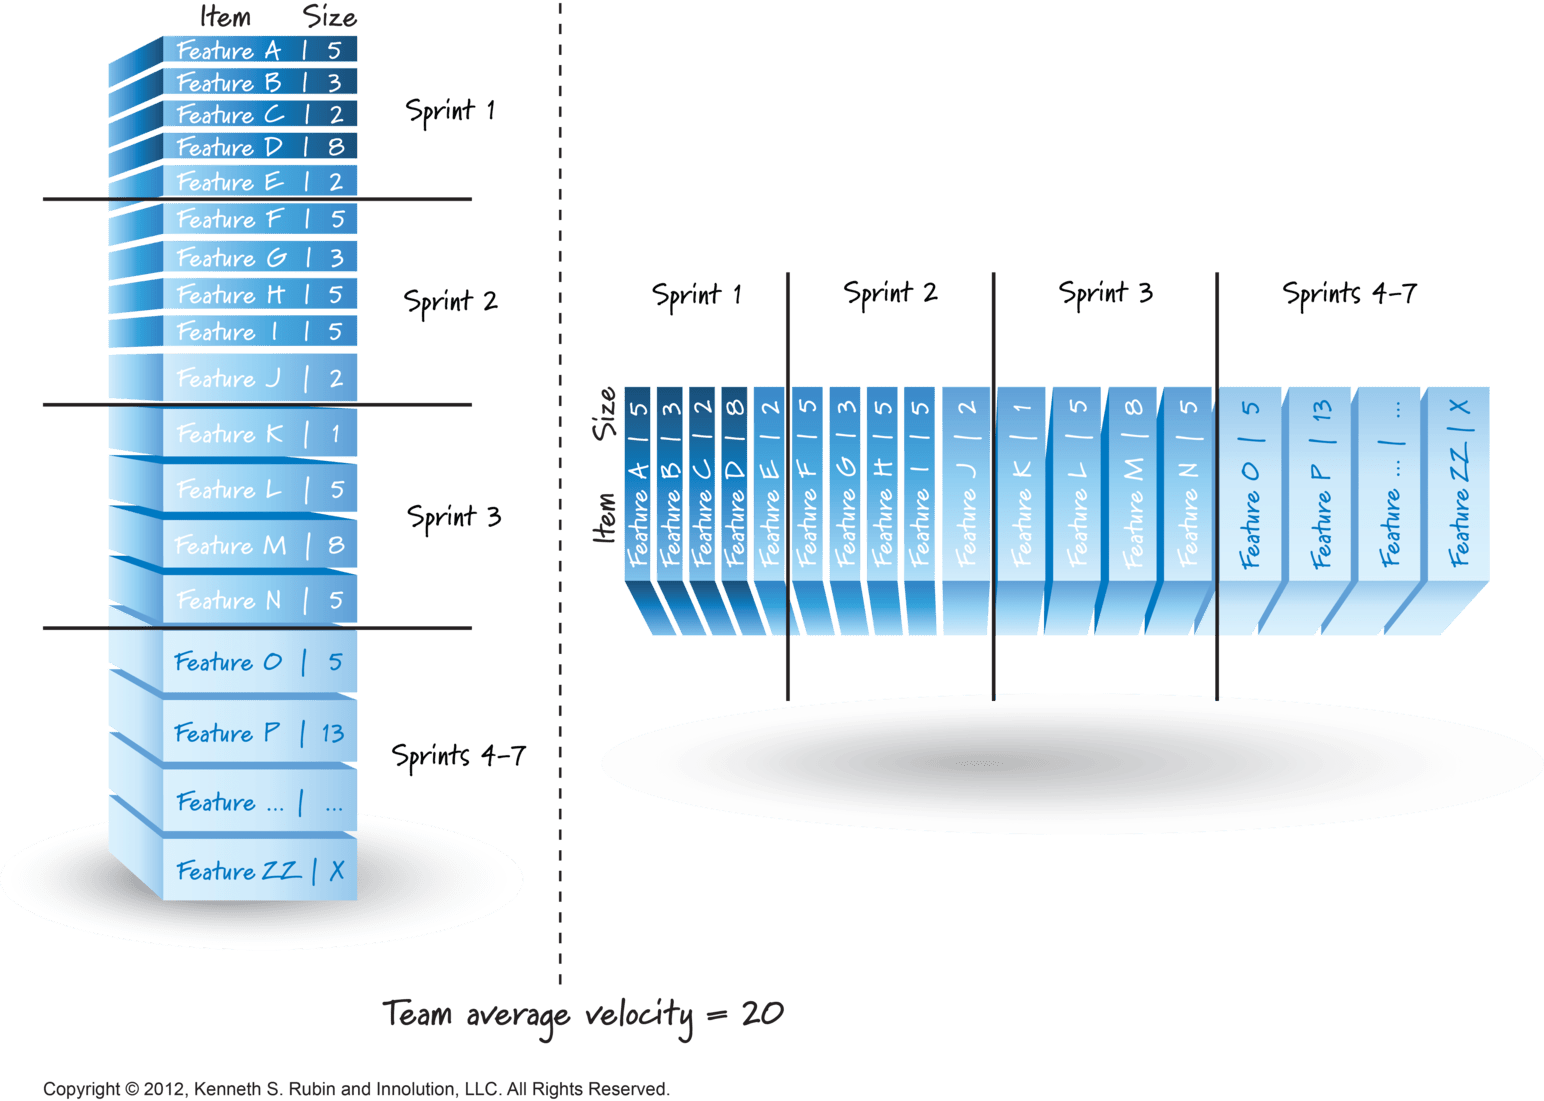 Item Size
Feature A | 5
Feature B | 3
Feature C | 2
Feature D | 8
Feature E | 2
Sprint 1
Feature F | 5
Feature G | 3
Feature H | 5
Feature I | 5
Feature J | 2
Sprint 2
Feature K | 1
Feature L | 5
Feature M | 8
Feature N | 5
Sprint 3
Feature O | 5
Feature P | 13
Feature ... | ...
Feature ZZ | X
Sprints 4-7
Sprint 1
Sprint 2
Sprint 3
Sprints 4-7
Item Size
Feature A | 5
Feature B | 3
Feature C | 2
Feature D | 8
Feature E | 2
Feature F | 5
Feature G | 3
Feature H | 5
Feature I | 5
Feature J | 2
Feature K | 1
Feature L | 5
Feature M | 8
Feature N | 5
Feature O | 5
Feature P | 13
Feature ... | ...
Feature ZZ | X
Team average velocity = 20
Copyright © 2012, Kenneth S. Rubin and Innolution, LLC. All Rights Reserved.